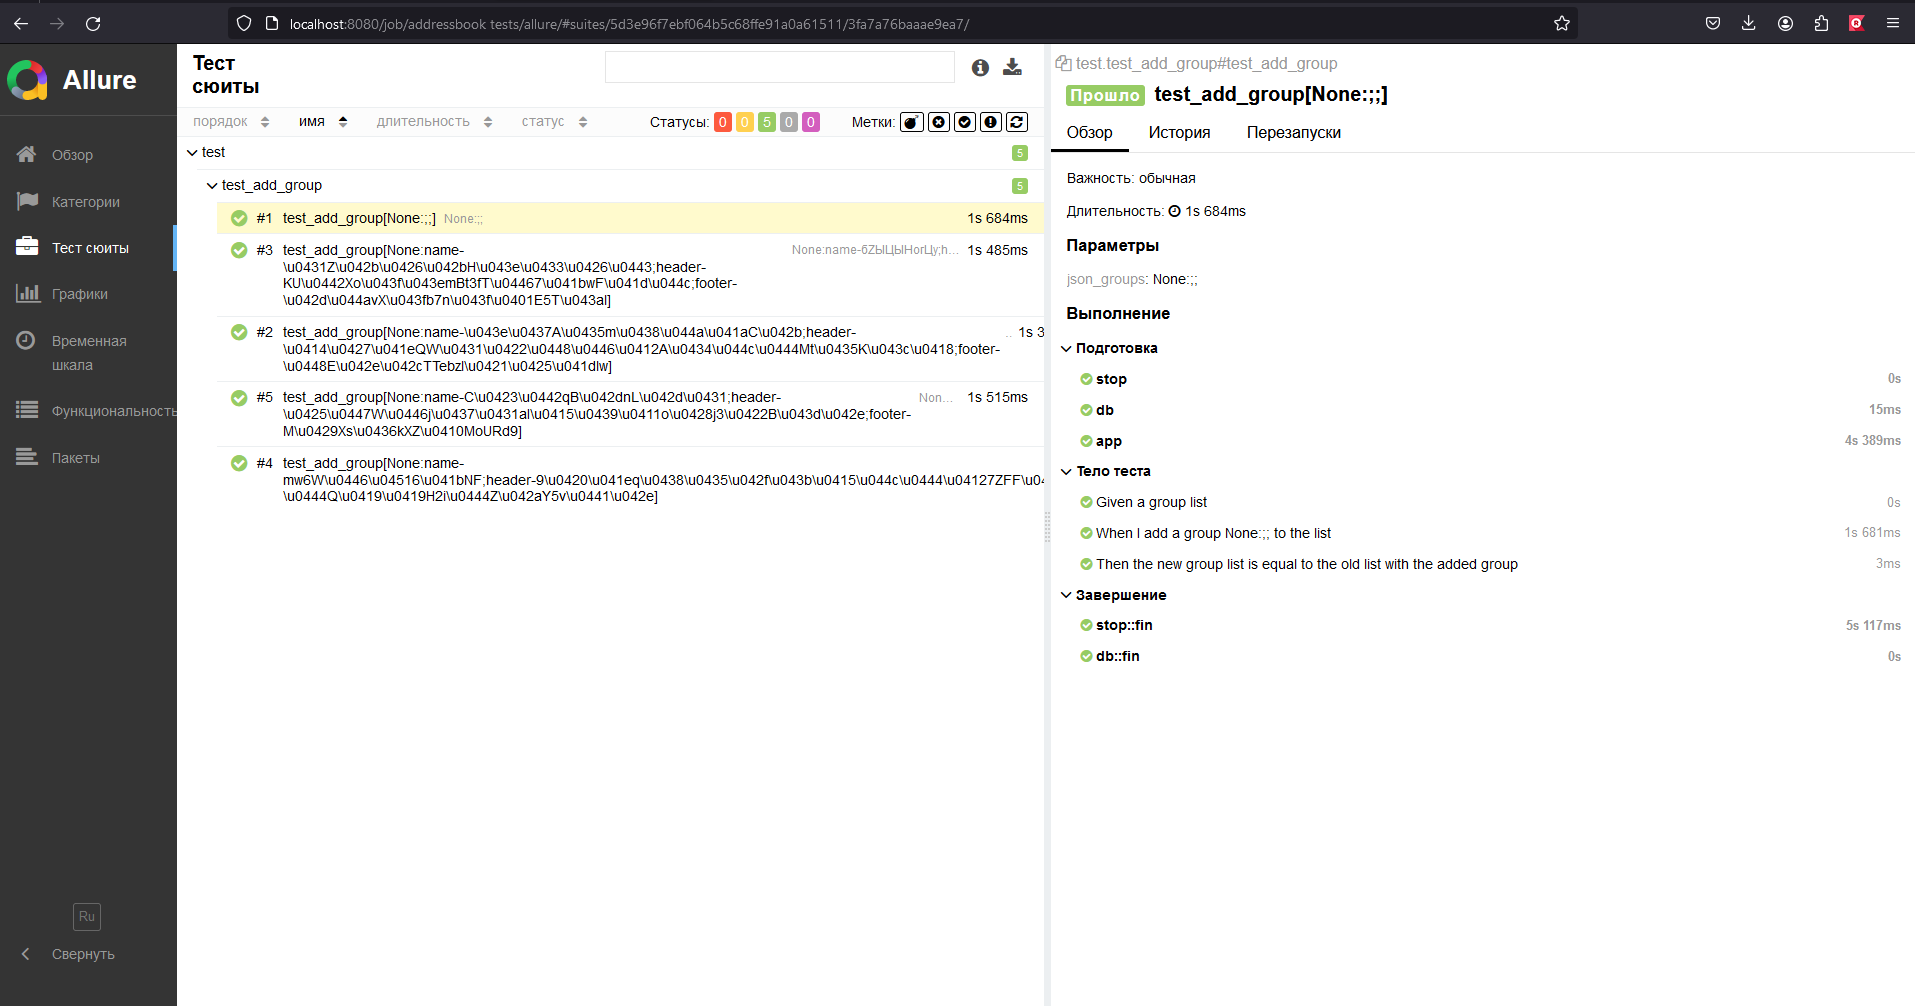 localhost:8080/job/addressbook tests/allure/#suites/5d3e96f7ebf064b5c68ffe91a0a61511/3fa7a76baaae9ea7/
Allure
Обзор
Категории
Тест сюиты
Графики
Временная
шкала
Функциональность
Пакеты
Ru
Свернуть
Тест
сюиты
порядок имя длительность статус Статусы: 0 0 5 0 0 Метки:
test 5
test_add_group 5
#1 test_add_group[None:;;] None:;; 1s 684ms
#3 test_add_group[None:name- None:name-бZЫЦЫHогЦу;h... 1s 485ms
\u0431Z\u042b\u0426\u042bH\u043e\u0433\u0426\u0443;header-
KU\u0442Xo\u043f\u043emBt3fT\u04467\u041bwF\u041d\u044c;footer-
\u042d\u044avX\u043fb7n\u043f\u0401E5T\u043al]
#2 test_add_group[None:name-\u043e\u0437A\u0435m\u0438\u044a\u041aC\u042b;header- .. 1s 3
\u0414\u0427\u041eQW\u0431\u0422\u0448\u0446\u0412A\u0434\u044c\u0444Mt\u0435K\u043c\u0418;footer-
\u0448E\u042e\u042cTTebzl\u0421\u0425\u041dlw]
#5 test_add_group[None:name-C\u0423\u0442qB\u042dnL\u042d\u0431;header- Non... 1s 515ms
\u0425\u0447W\u0446j\u0437\u031al\u0415\u0439\u0411o\u0428j3\u0422B\u043d\u042e;footer-
M\u0429Xs\u0436kXZ\u0410MoURd9]
#4 test_add_group[None:name-
mw6W\u0446\u04516\u041bNF;header-9\u0420\u041eq\u0438\u0435\u042f\u043b\u0415\u044c\u0444\u04127ZFF\u04
\u0444Q\u0419\u0419H2i\u0444Z\u042aY5v\u0441\u042e]
test.test_add_group#test_add_group
Прошло test_add_group[None:;;]
Обзор История Перезапуски
Важность: обычная
Длительность: 1s 684ms
Параметры
json_groups: None:;;
Выполнение
Подготовка
stop 0s
db 15ms
app 4s 389ms
Тело теста
Given a group list 0s
When I add a group None:;; to the list 1s 681ms
Then the new group list is equal to the old list with the added group 3ms
Завершение
stop::fin 5s 117ms
db::fin 0s